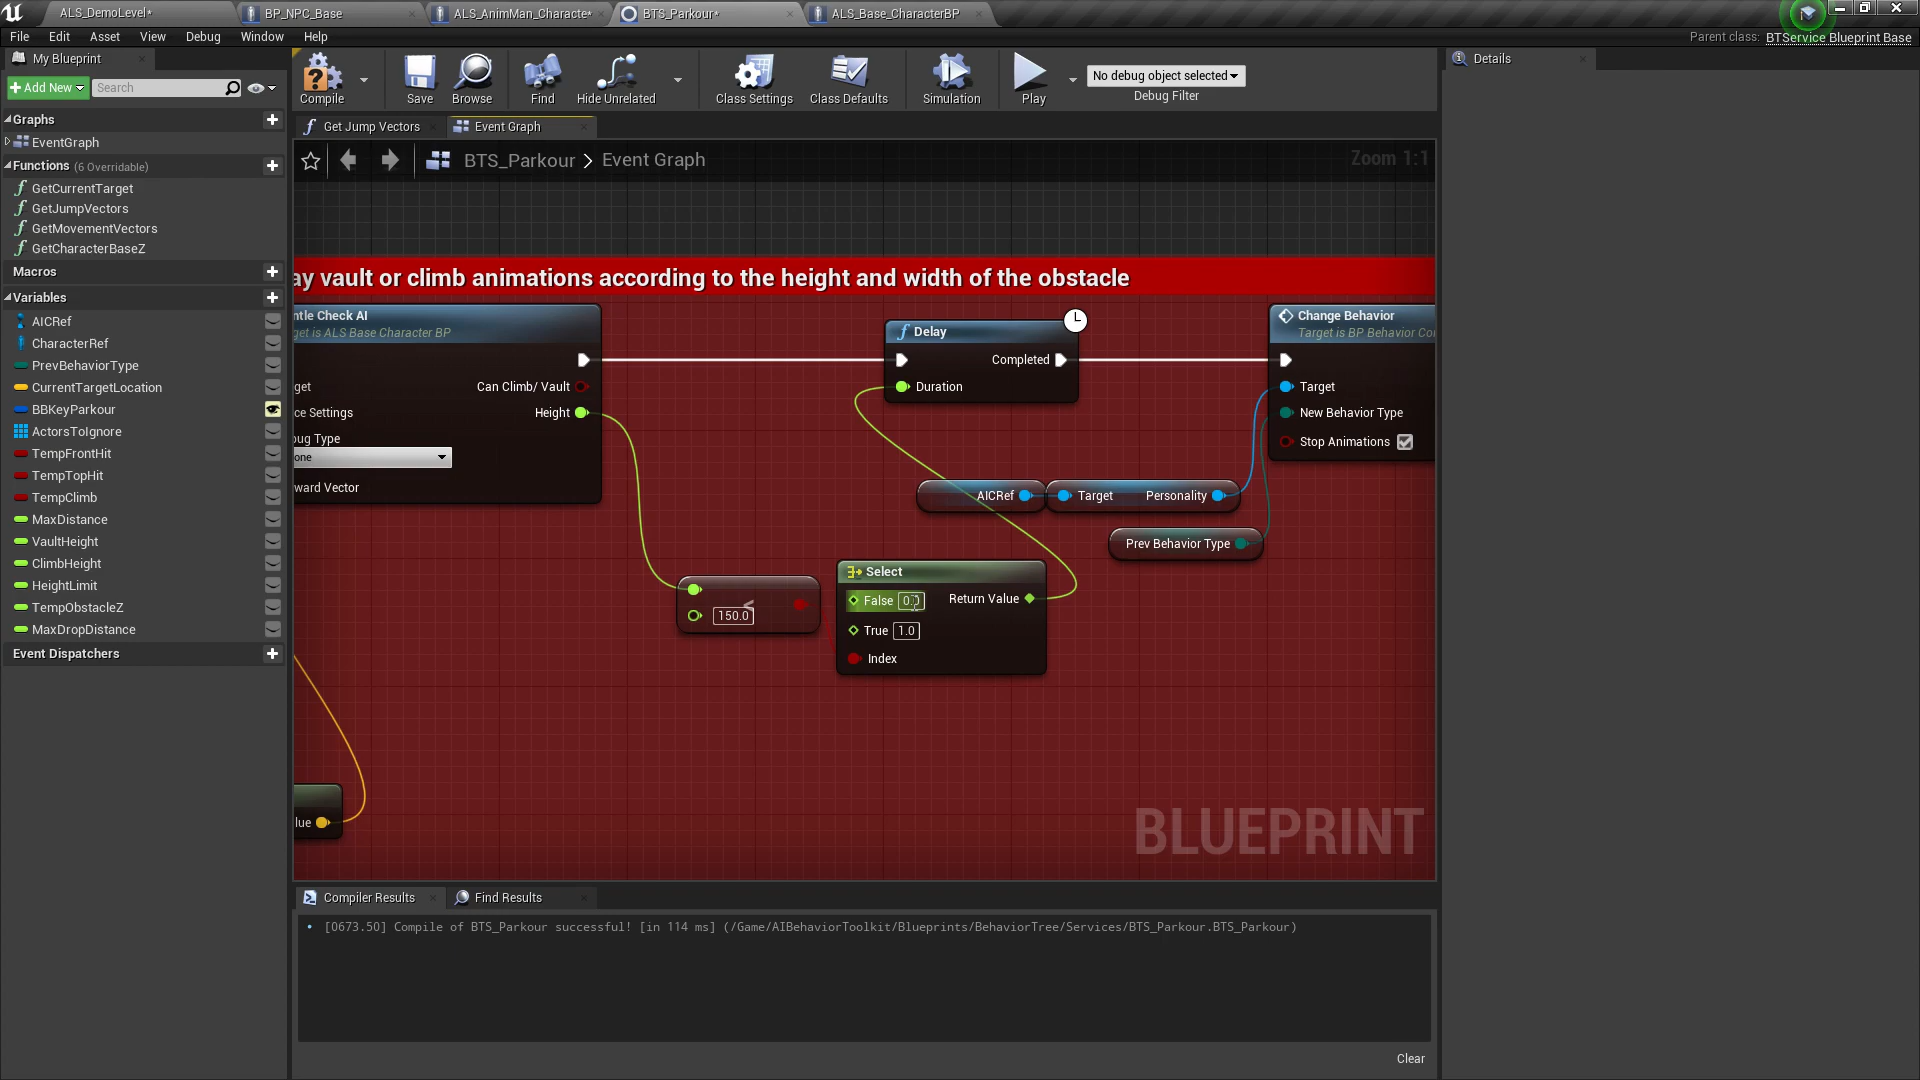 ALS_DemoLevel*
BP_NPC_Base
ALS_AnimMan_Characte*
BTS_Parkour*
ALS_Base_CharacterBP
File Edit Asset View Debug Window Help
Parent class: BTService Blueprint Base
My Blueprint
Add New
Search
Compile
Save
Browse
Find
Hide Unrelated
Class Settings
Class Defaults
Simulation
Play
No debug object selected
Debug Filter
Details
Graphs
EventGraph
Functions (6 Overridable)
GetCurrentTarget
GetJumpVectors
GetMovementVectors
GetCharacterBaseZ
Macros
Variables
AICRef
CharacterRef
PrevBehaviorType
CurrentTargetLocation
BBKeyParkour
ActorsToIgnore
TempFrontHit
TempTopHit
TempClimb
MaxDistance
VaultHeight
ClimbHeight
HeightLimit
TempObstacleZ
MaxDropDistance
Event Dispatchers
Get Jump Vectors
Event Graph
BTS_Parkour > Event Graph
Zoom 1:1
ay vault or climb animations according to the height and width of the obstacle
ntle Check AI
get is ALS Base Character BP
get
Can Climb/ Vault
ce Settings
Height
bug Type
one
ward Vector
Delay
Completed
Duration
Change Behavior
Target is BP Behavior Co
Target
New Behavior Type
Stop Animations
AICRef
Target Personality
Prev Behavior Type
<
150.0
Select
False Return Value
True 1.0
Index
lue
BLUEPRINT
Compiler Results
Find Results
[0673.50] Compile of BTS_Parkour successful! [in 114 ms] (/Game/AIBehaviorToolkit/Blueprints/BehaviorTree/Services/BTS_Parkour.BTS_Parkour)
Clear